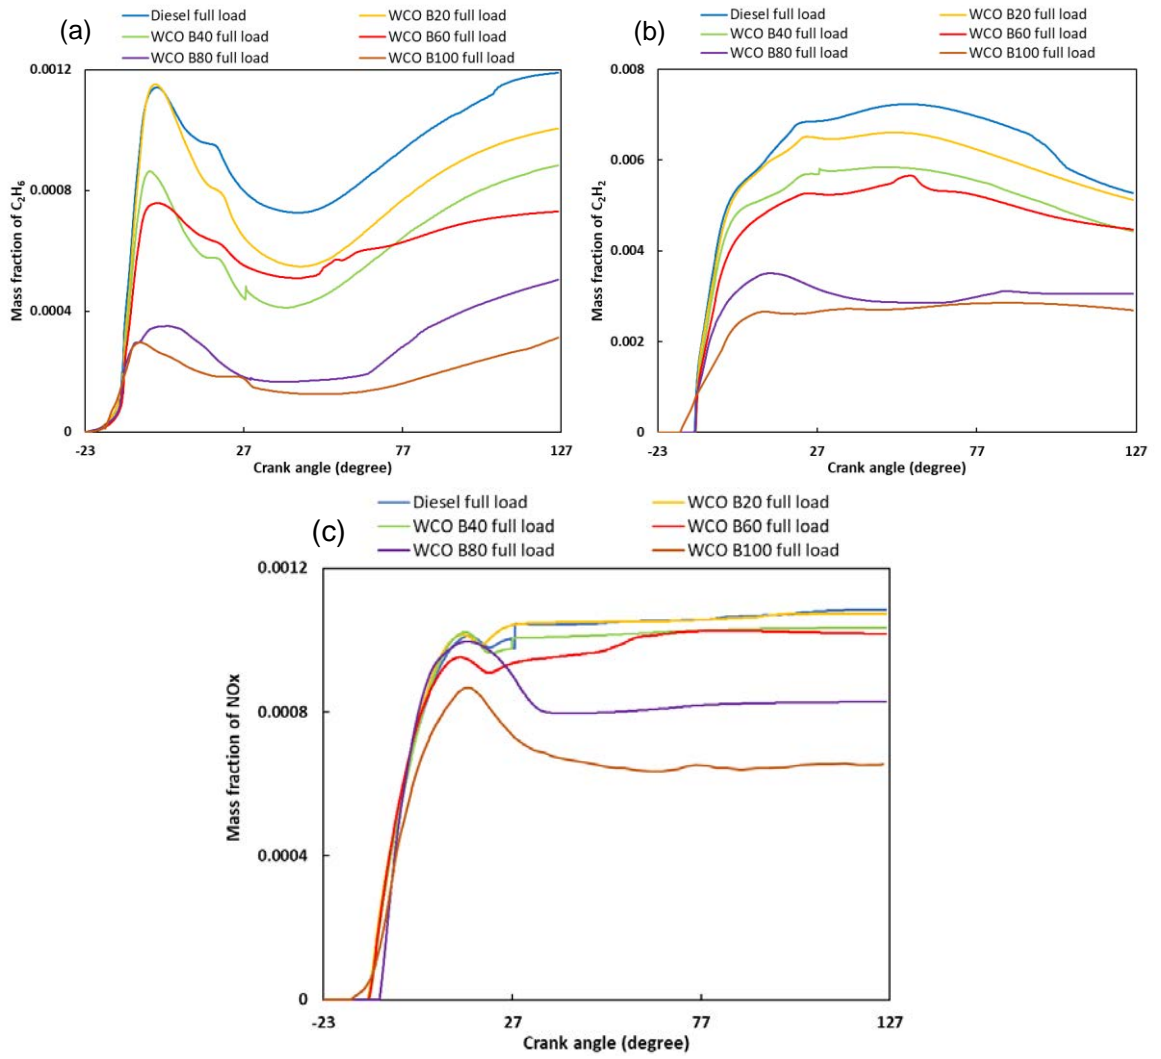 (a)
Diesel full load WCO B20 full load
WCO B40 full load WCO B60 full load
WCO B80 full load WCO B100 full load
0.0012
0.0008
0.0004
0
Mass fraction of C₂H₆
-23 27 77 127
Crank angle (degree)
(b)
Diesel full load WCO B20 full load
WCO B40 full load WCO B60 full load
WCO B80 full load WCO B100 full load
0.008
0.006
0.004
0.002
0
Mass fraction of C₂H₂
-23 27 77 127
Crank angle (degree)
(c)
Diesel full load WCO B20 full load
WCO B40 full load WCO B60 full load
WCO B80 full load WCO B100 full load
0.0012
0.0008
0.0004
0
Mass fraction of NOx
-23 27 77 127
Crank angle (degree)